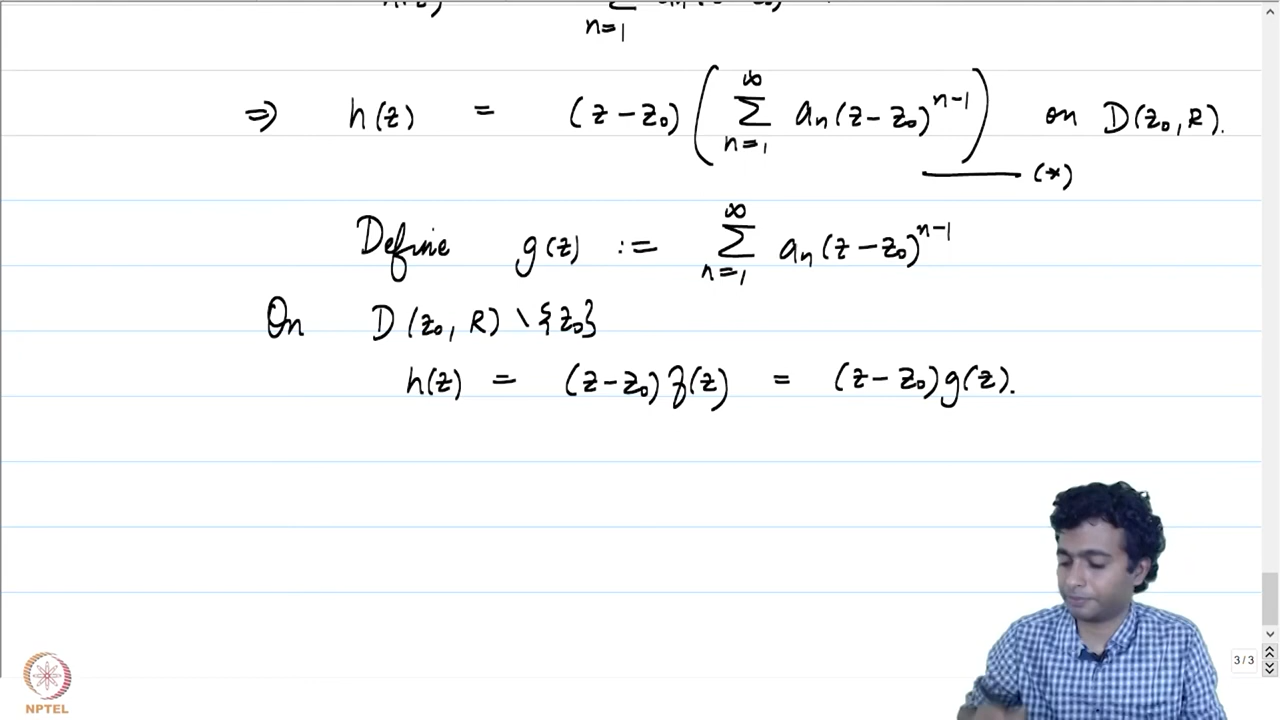 n=1
⇒ h(z) = (z-z₀) ( ∞ Σ n=1 aₙ(z-z₀)ⁿ⁻¹ ) on D(z₀, R).
(*)
Define g(z) := ∞ Σ n=1 aₙ(z-z₀)ⁿ⁻¹
On D(z₀, R) \ {z₀}
h(z) = (z-z₀) f(z) = (z-z₀) g(z).
3 / 3
NPTEL